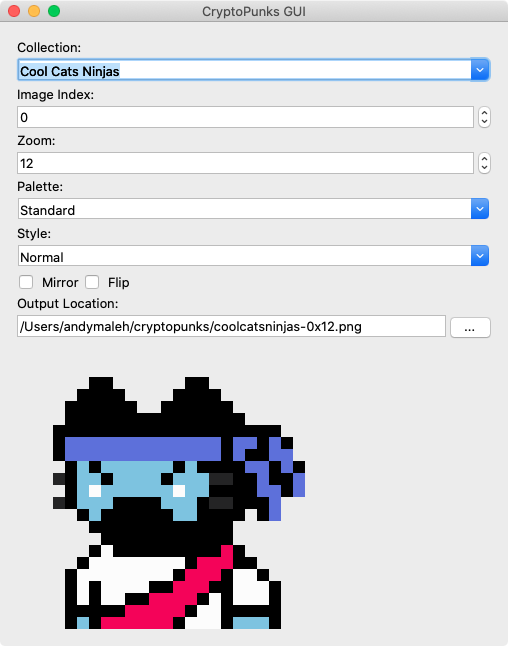 CryptoPunks GUI
Collection:
Cool Cats Ninjas
Image Index:
0
Zoom:
12
Palette:
Standard
Style:
Normal
Mirror Flip
Output Location:
/Users/andymaleh/cryptopunks/coolcatsninjas-0x12.png ...